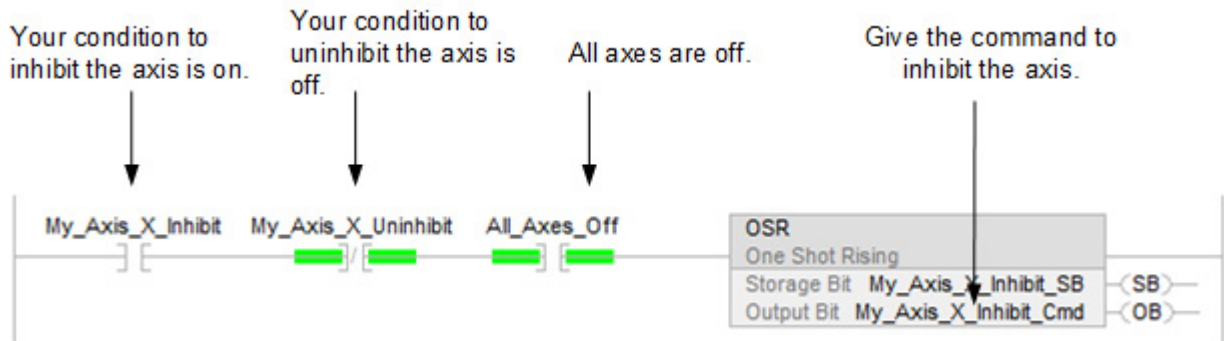 Your condition to
inhibit the axis is on.
Your condition to
uninhibit the axis is
off.
All axes are off.
Give the command to
inhibit the axis.
My_Axis_X_Inhibit
My_Axis_X_Uninhibit
All_Axes_Off
OSR
One Shot Rising
Storage Bit My_Axis_X_Inhibit_SB
SB
Output Bit My_Axis_X_Inhibit_Cmd
OB